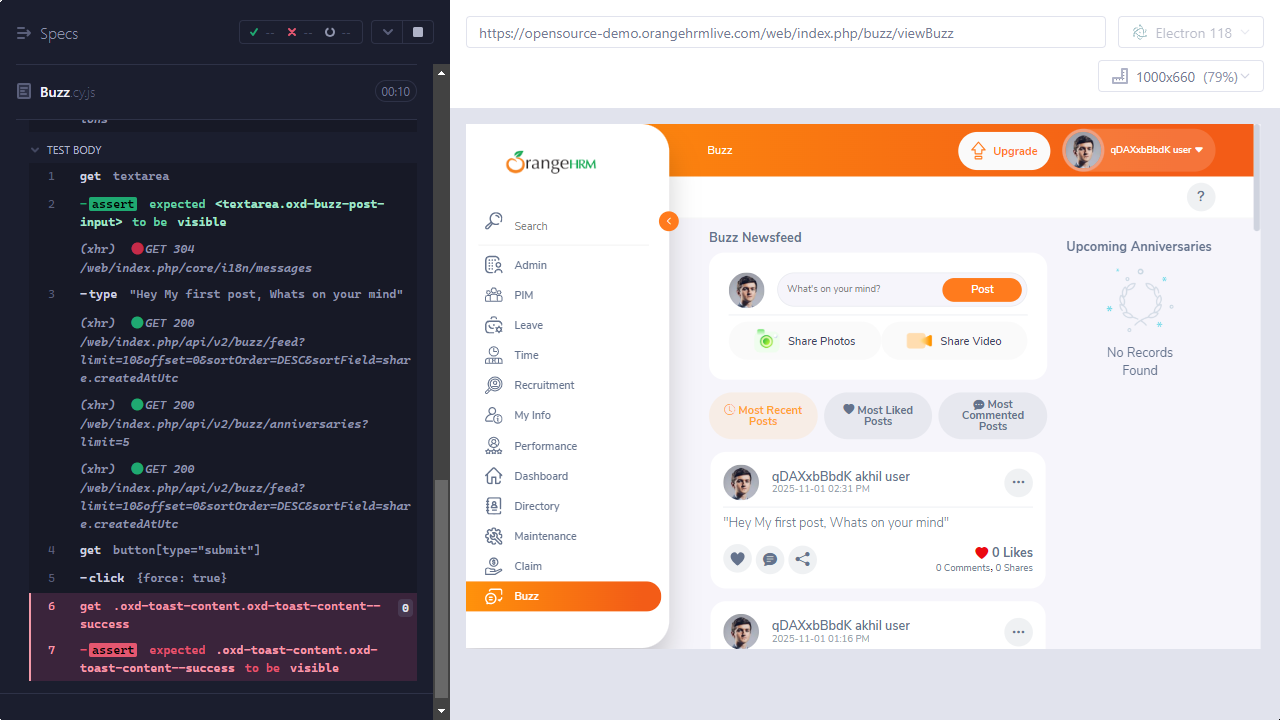 Specs
--
--
--
Buzz.cy.js
00:10
TEST BODY
1 get textarea
2 -assert expected <textarea.oxd-buzz-post-
input> to be visible
(xhr) GET 304
/web/index.php/core/i18n/messages
3 -type "Hey My first post, Whats on your mind"
(xhr) GET 200
/web/index.php/api/v2/buzz/feed?
limit=10&offset=0&sortOrder=DESC&sortField=shar
e.createdAtUtc
(xhr) GET 200
/web/index.php/api/v2/buzz/anniversaries?
limit=5
(xhr) GET 200
/web/index.php/api/v2/buzz/feed?
limit=10&offset=0&sortOrder=DESC&sortField=shar
e.createdAtUtc
4 get button[type="submit"]
5 -click {force: true}
6 get .oxd-toast-content.oxd-toast-content--
success
0
7 -assert expected .oxd-toast-content.oxd-
toast-content--success to be visible
https://opensource-demo.orangehrmlive.com/web/index.php/buzz/viewBuzz
Electron 118
1000x660 (79%)
OrangeHRM
Search
Admin
PIM
Leave
Time
Recruitment
My Info
Performance
Dashboard
Directory
Maintenance
Claim
Buzz
Buzz
Upgrade
qDAXxbBbdK user
?
Buzz Newsfeed
What's on your mind?
Post
Share Photos
Share Video
Most Recent
Posts
Most Liked
Posts
Most
Commented
Posts
qDAXxbBbdK akhil user
2025-11-01 02:31 PM
"Hey My first post, Whats on your mind"
0 Likes
0 Comments, 0 Shares
qDAXxbBbdK akhil user
2025-11-01 01:16 PM
Upcoming Anniversaries
No Records
Found